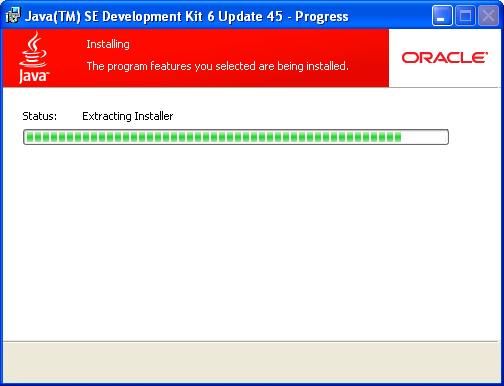 Java(TM) SE Development Kit 6 Update 45 - Progress
Installing
The program features you selected are being installed.
Java™
ORACLE®
Status: Extracting Installer